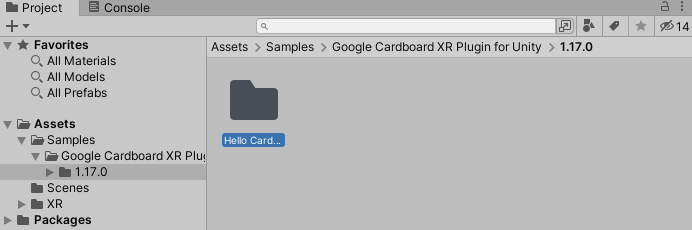 Project
Console
14
Favorites
All Materials
All Models
All Prefabs
Assets
Samples
Google Cardboard XR Plug
1.17.0
Scenes
XR
Packages
Assets > Samples > Google Cardboard XR Plugin for Unity > 1.17.0
Hello Card...